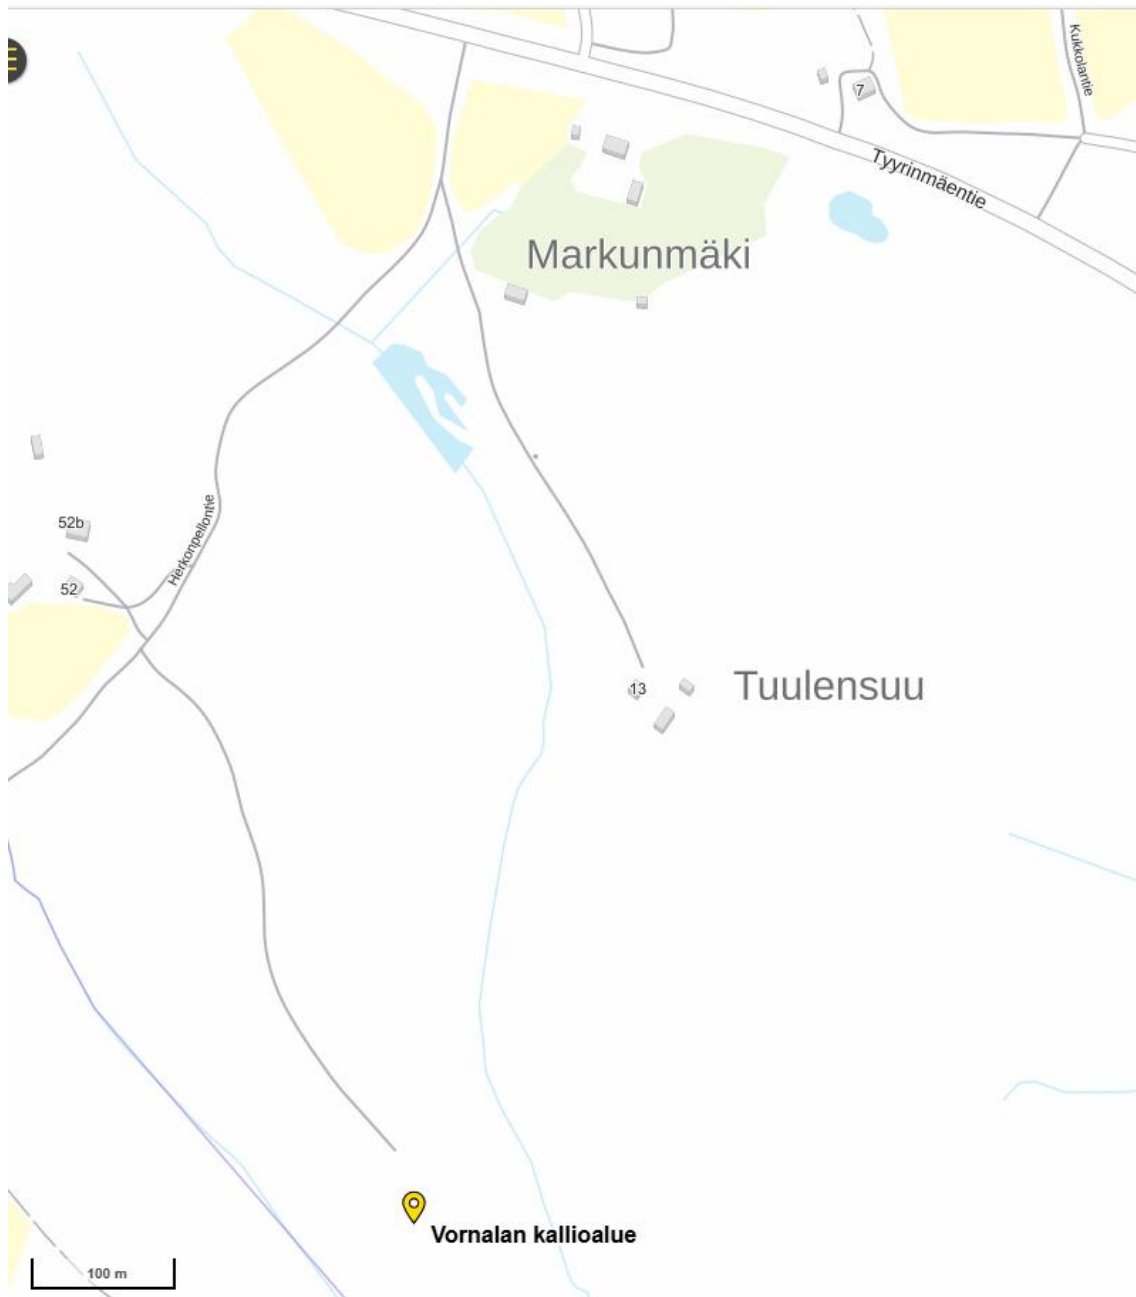 Kukkolantie
7
Tyyrinmäentie
Markunmäki
52b
Herkonpellontie
52
13
Tuulensuu
Vornalan kallioalue
100 m